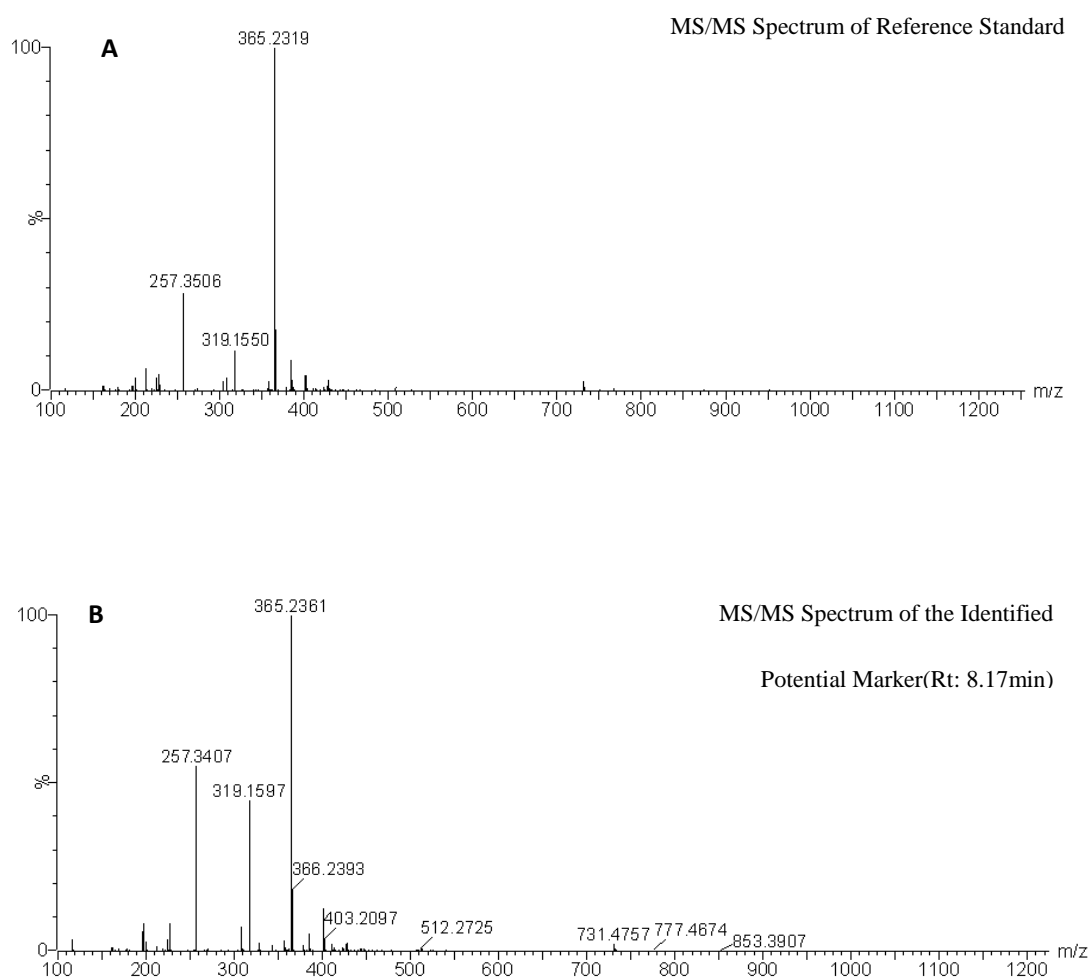 MS/MS Spectrum of Reference Standard
A
365.2319
100
%
257.3506
319.1550
0
100 200 300 400 500 600 700 800 900 1000 1100 1200 m/z
365.2361
100
B
MS/MS Spectrum of the Identified
Potential Marker(Rt: 8.17min)
257.3407
%
319.1597
366.2393
403.2097
512.2725
731.4757 777.4674
853.3907
0
100 200 300 400 500 600 700 800 900 1000 1100 1200 m/z